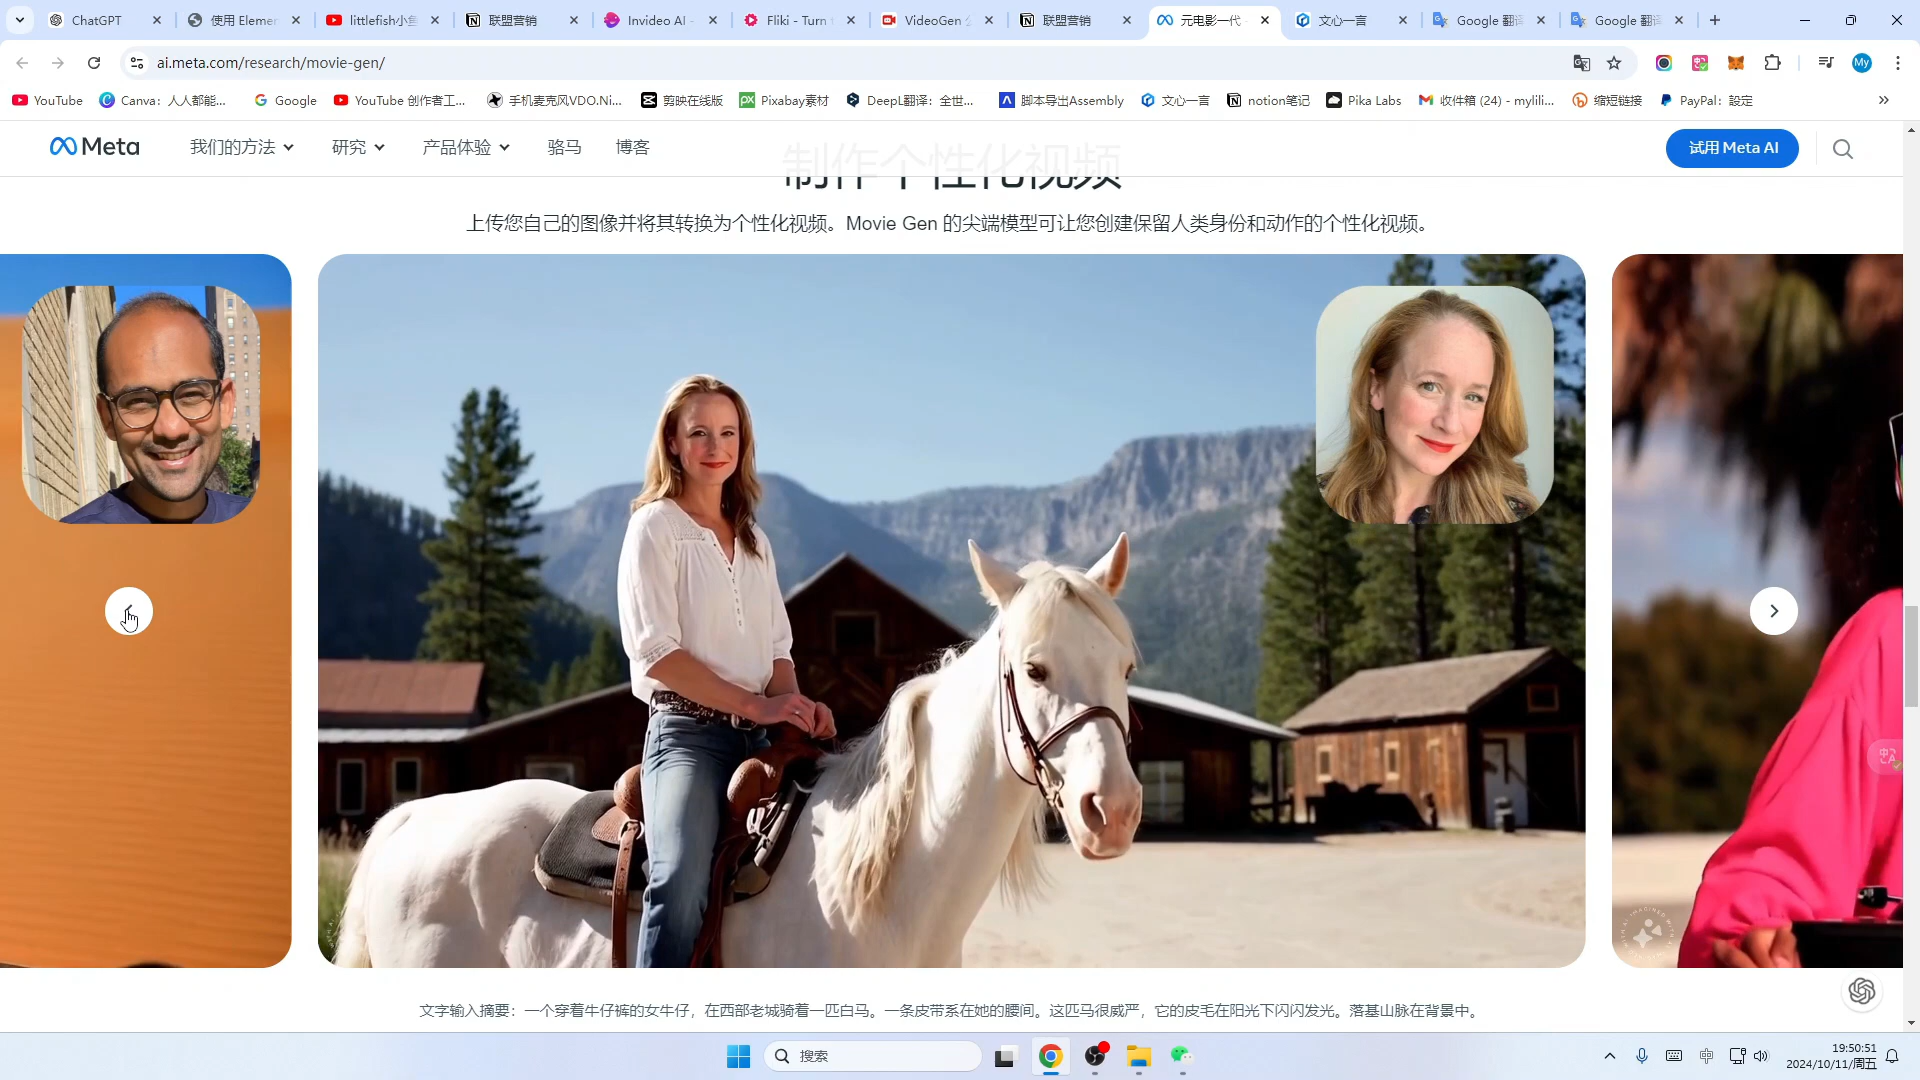 ChatGPT
使用 Elemen
littlefish小鱼
联盟营销
Invideo AI -
Fliki - Turn t
VideoGen 公
联盟营销
元电影一代
文心一言
Google 翻译
Google 翻译
ai.meta.com/research/movie-gen/
My
YouTube
Canva：人人都能...
Google
YouTube 创作者工...
手机麦克风VDO.Ni...
剪映在线版
Pixabay素材
DeepL翻译：全世...
脚本导出Assembly
文心一言
notion笔记
Pika Labs
收件箱 (24) - mylili...
缩短链接
PayPal：設定
Meta
我们的方法
研究
产品体验
骆马
博客
试用 Meta AI
制作个性化视频
上传您自己的图像并将其转换为个性化视频。Movie Gen 的尖端模型可让您创建保留人类身份和动作的个性化视频。
文字输入摘要：一个穿着牛仔裤的女牛仔，在西部老城骑着一匹白马。一条皮带系在她的腰间。这匹马很威严，它的皮毛在阳光下闪闪发光。落基山脉在背景中。
搜索
中
19:50:51
2024/10/11/周五